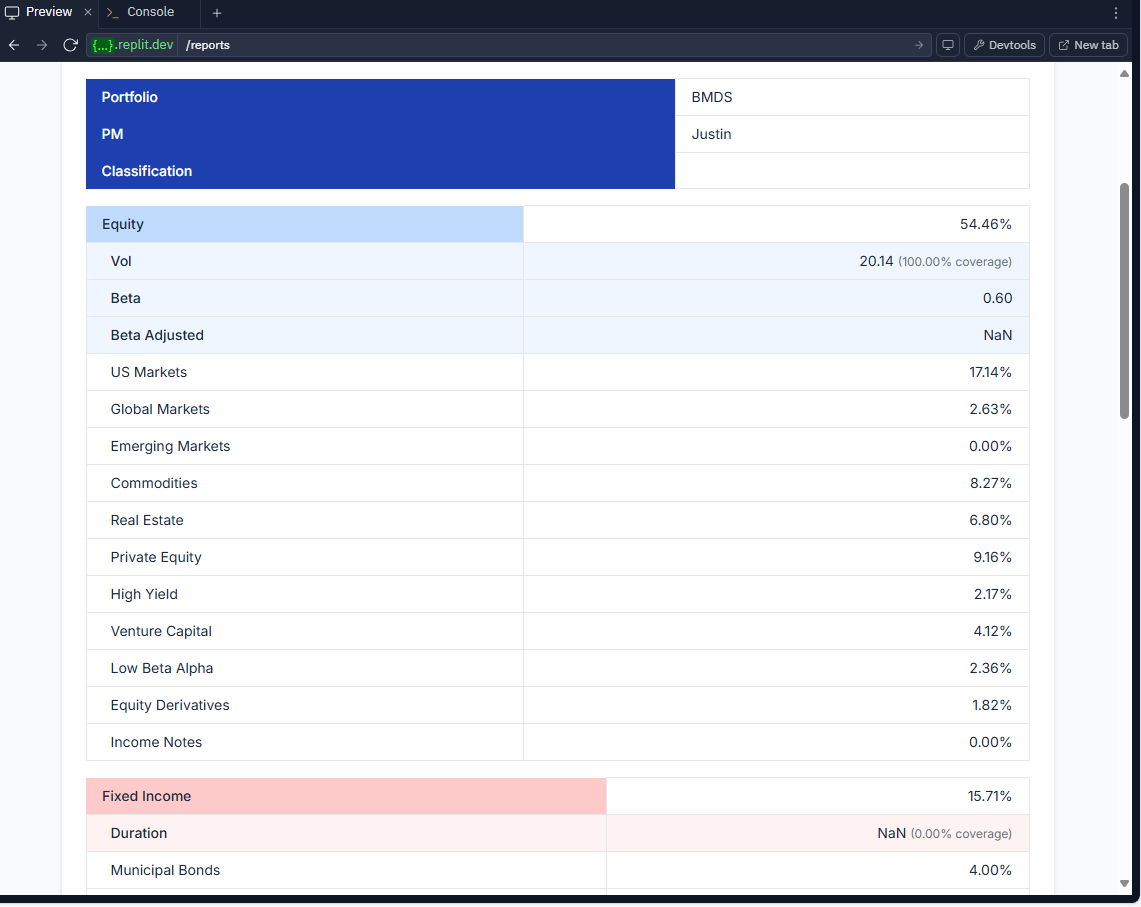 Preview × >_ Console +
{...}.replit.dev /reports Devtools New tab
Portfolio BMDS
PM Justin
Classification
Equity 54.46%
Vol 20.14 (100.00% coverage)
Beta 0.60
Beta Adjusted NaN
US Markets 17.14%
Global Markets 2.63%
Emerging Markets 0.00%
Commodities 8.27%
Real Estate 6.80%
Private Equity 9.16%
High Yield 2.17%
Venture Capital 4.12%
Low Beta Alpha 2.36%
Equity Derivatives 1.82%
Income Notes 0.00%
Fixed Income 15.71%
Duration NaN (0.00% coverage)
Municipal Bonds 4.00%